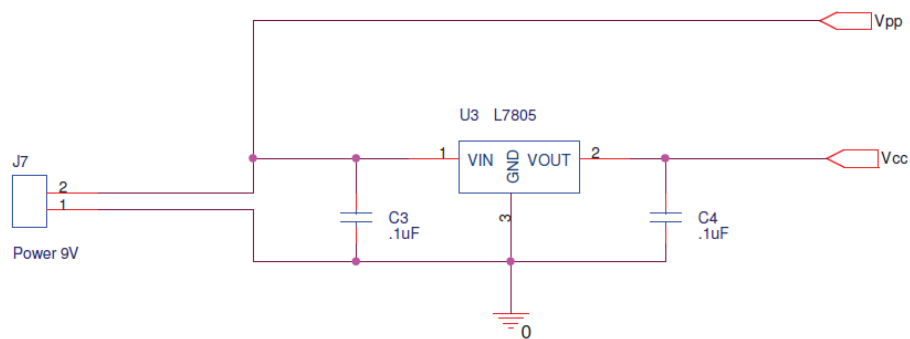 Vpp
U3 L7805
1 VIN GND VOUT 2
Vcc
J7
2
1
3
C3
.1uF
C4
.1uF
Power 9V
0